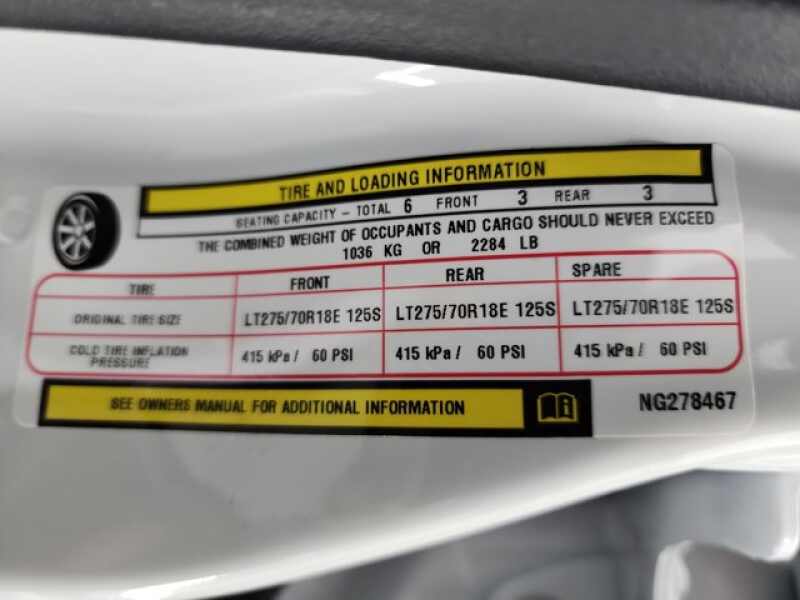 TIRE AND LOADING INFORMATION
SEATING CAPACITY – TOTAL 6 FRONT 3 REAR 3
THE COMBINED WEIGHT OF OCCUPANTS AND CARGO SHOULD NEVER EXCEED
1036 KG OR 2284 LB
TIRE FRONT REAR SPARE
ORIGINAL TIRE SIZE LT275/70R18E 125S LT275/70R18E 125S LT275/70R18E 125S
COLD TIRE INFLATION PRESSURE 415 kPa / 60 PSI 415 kPa / 60 PSI 415 kPa / 60 PSI
SEE OWNERS MANUAL FOR ADDITIONAL INFORMATION NG278467